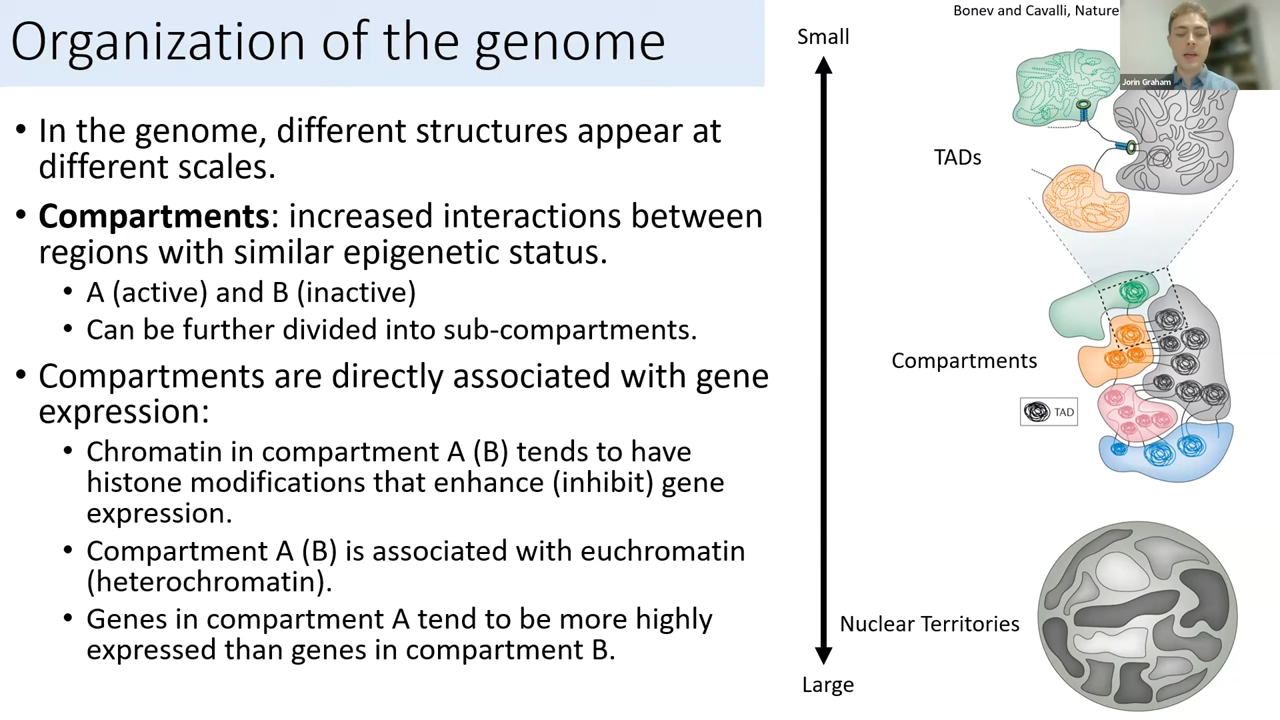 Organization of the genome
• In the genome, different structures appear at
different scales.
• Compartments: increased interactions between
regions with similar epigenetic status.
• A (active) and B (inactive)
• Can be further divided into sub-compartments.
• Compartments are directly associated with gene
expression:
• Chromatin in compartment A (B) tends to have
histone modifications that enhance (inhibit) gene
expression.
• Compartment A (B) is associated with euchromatin
(heterochromatin).
• Genes in compartment A tend to be more highly
expressed than genes in compartment B.
Bonev and Cavalli, Nature
Jorin Graham
Small
TADs
Compartments
TAD
Nuclear Territories
Large